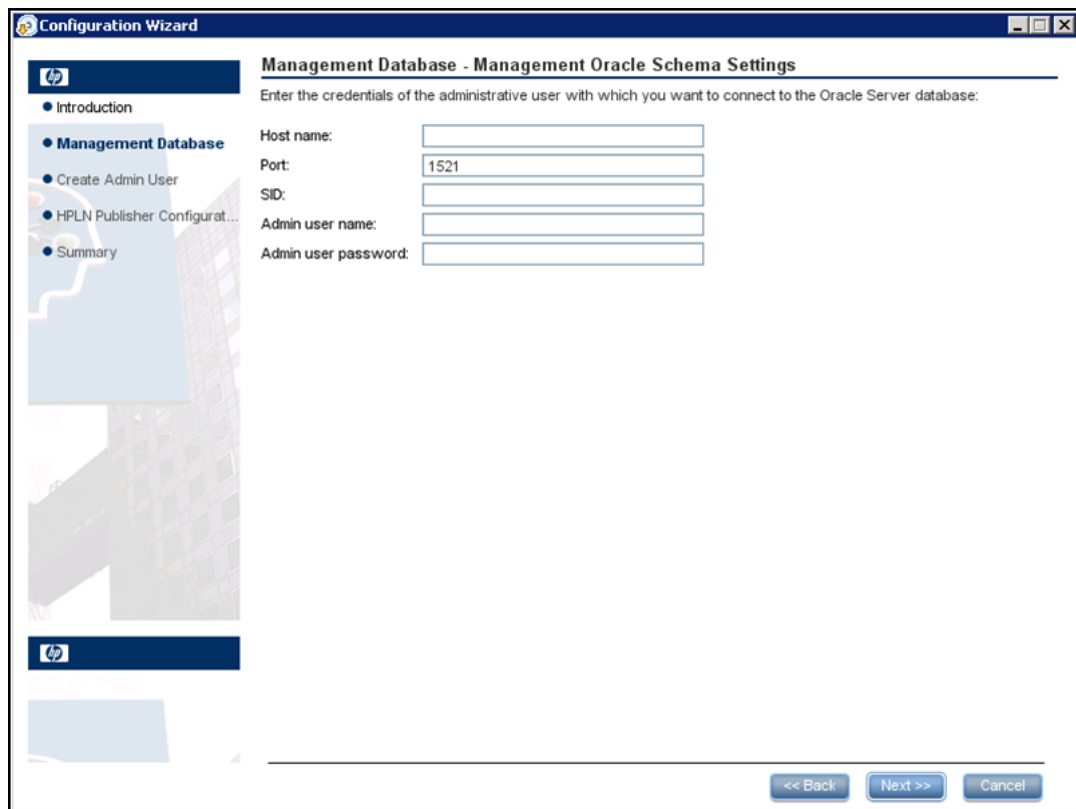 Configuration Wizard
hp
Introduction
Management Database
Create Admin User
HPLN Publisher Configurat...
Summary
Management Database - Management Oracle Schema Settings
Enter the credentials of the administrative user with which you want to connect to the Oracle Server database:
Host name:
Port: 1521
SID:
Admin user name:
Admin user password:
hp
<< Back Next >> Cancel